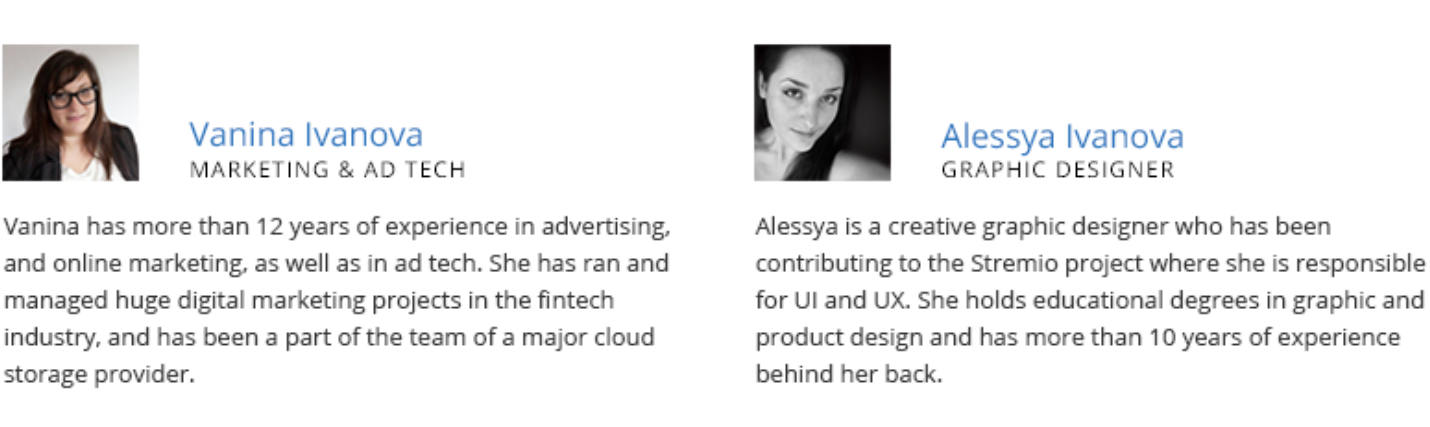 Vanina Ivanova
MARKETING & AD TECH
Vanina has more than 12 years of experience in advertising,
and online marketing, as well as in ad tech. She has ran and
managed huge digital marketing projects in the fintech
industry, and has been a part of the team of a major cloud
storage provider.
Alessya Ivanova
GRAPHIC DESIGNER
Alessya is a creative graphic designer who has been
contributing to the Stremio project where she is responsible
for UI and UX. She holds educational degrees in graphic and
product design and has more than 10 years of experience
behind her back.